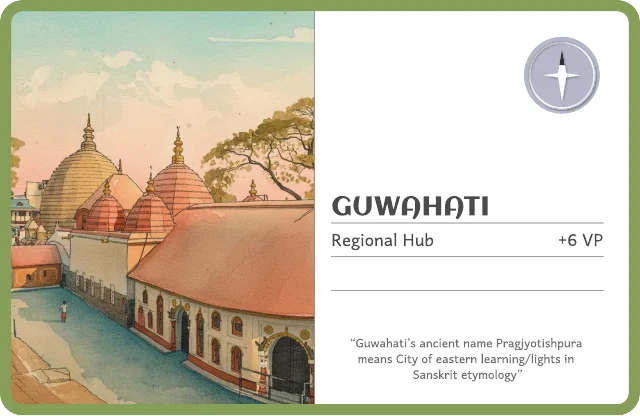 GUWAHATI
Regional Hub +6 VP
“Guwahati’s ancient name Pragjyotishpura
means City of eastern learning/lights in
Sanskrit etymology”